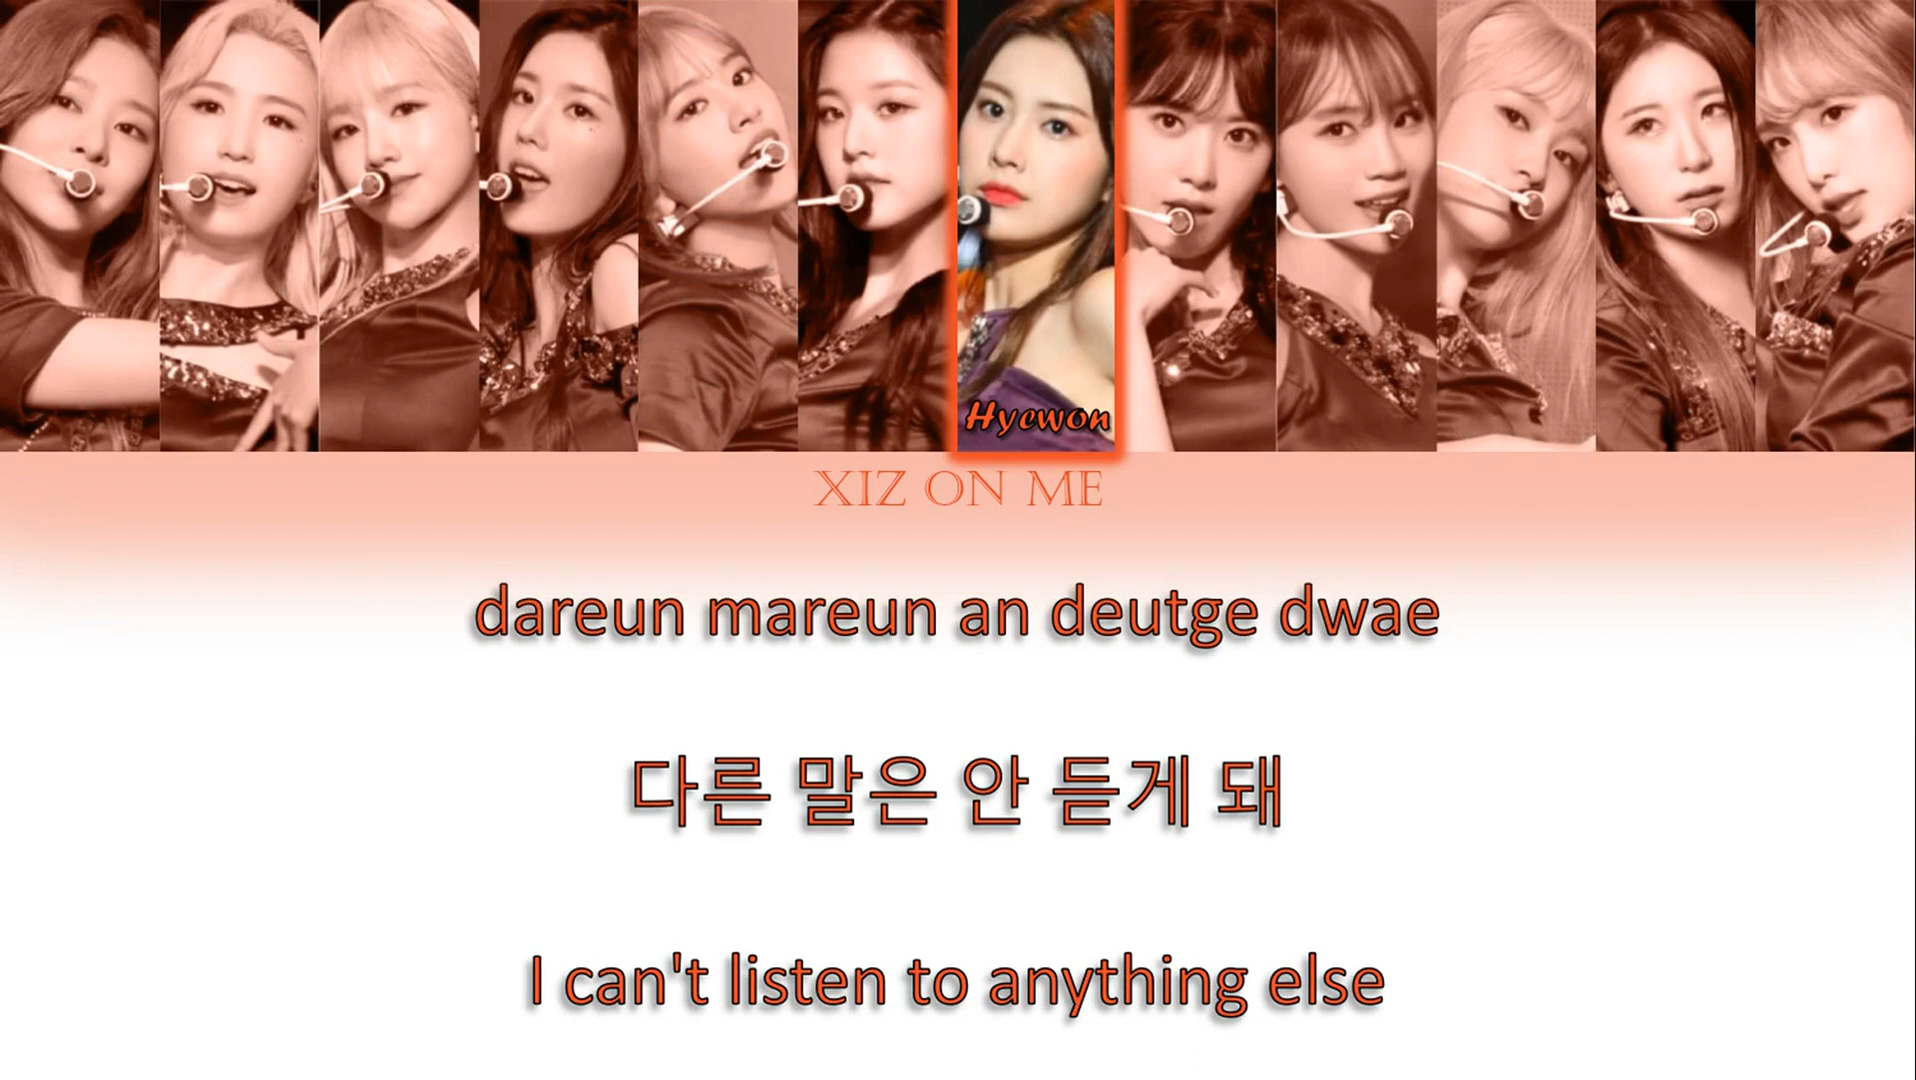 Hyewon
XIZ ON ME
dareun mareun an deutge dwae
다른 말은 안 듣게 돼
I can't listen to anything else